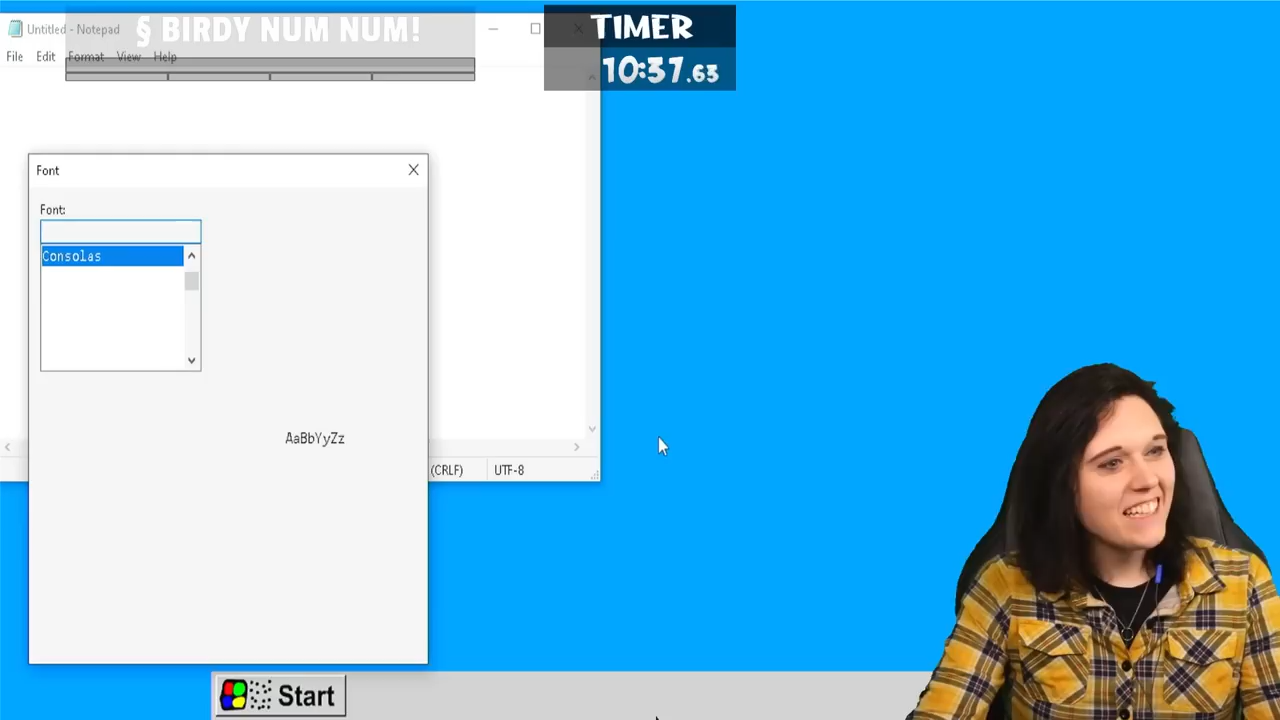 Untitled - Notepad
§ BIRDY NUM NUM!
TIMER
File Edit Format View Help
10:37.63
Font
Font:
Consolas
AaBbYyZz
(CRLF) UTF-8
Start